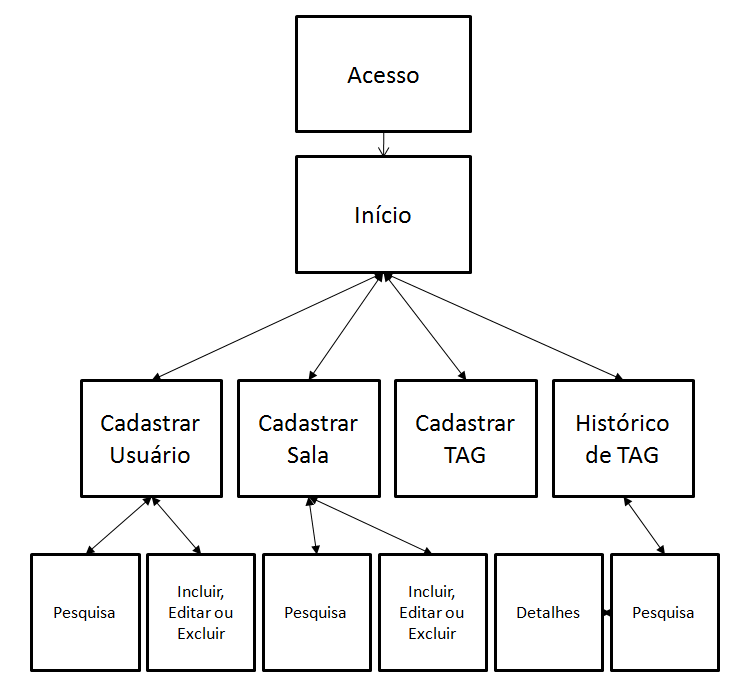 Acesso
Início
Cadastrar
Usuário
Cadastrar
Sala
Cadastrar
TAG
Histórico
de TAG
Pesquisa
Incluir,
Editar ou
Excluir
Pesquisa
Incluir,
Editar ou
Excluir
Detalhes
Pesquisa